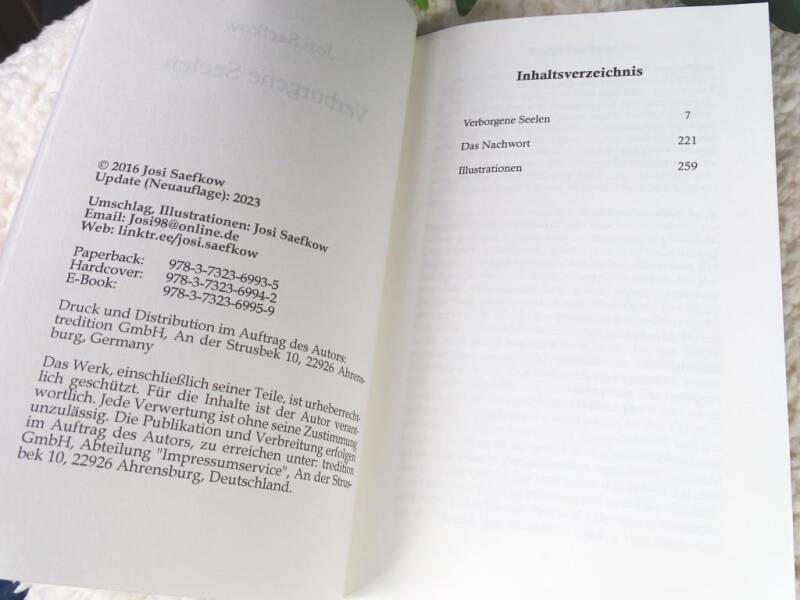 Josi Saefkow
Verborgene Seelen
© 2016 Josi Saefkow
Update (Neuauflage): 2023
Umschlag, Illustrationen: Josi Saefkow
Email: Josi98@online.de
Web: linktr.ee/josi.saefkow
Paperback: 978-3-7323-6993-5
Hardcover: 978-3-7323-6994-2
E-Book: 978-3-7323-6995-9
Druck und Distribution im Auftrag des Autors:
tredition GmbH, An der Strusbek 10, 22926 Ahrens-
burg, Germany
Das Werk, einschließlich seiner Teile, ist urheberrecht-
lich geschützt. Für die Inhalte ist der Autor verant-
wortlich. Jede Verwertung ist ohne seine Zustimmung
unzulässig. Die Publikation und Verbreitung erfolgen
im Auftrag des Autors, zu erreichen unter: tredition
GmbH, Abteilung "Impressumservice", An der Strus-
bek 10, 22926 Ahrensburg, Deutschland.
Inhaltsverzeichnis
Verborgene Seelen 7
Das Nachwort 221
Illustrationen 259